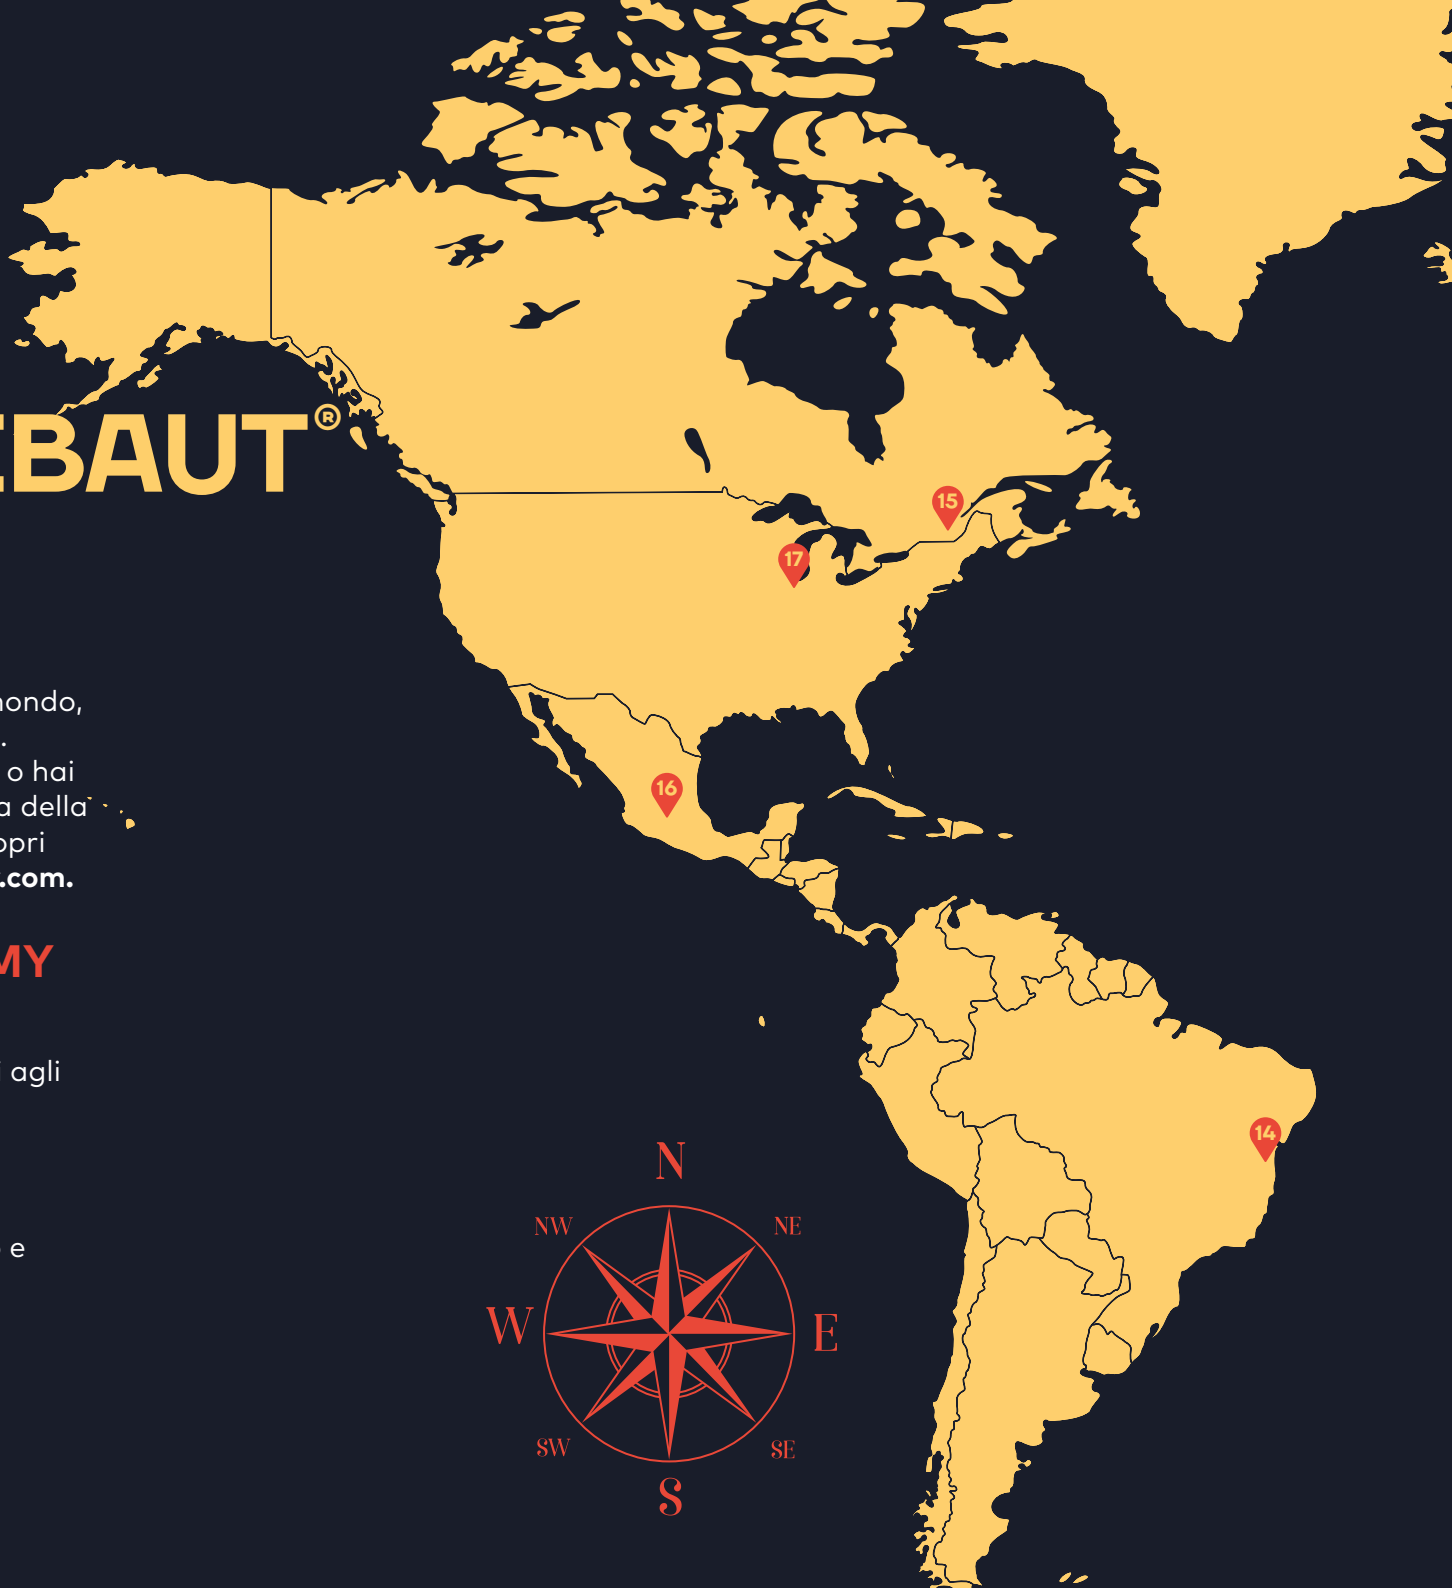 EBAUT®
15
17
ondo,
.
o hai
16
a della
opri
.com.
MY
i agli
14
N
NW
NE
e
W
E
SW
SE
S